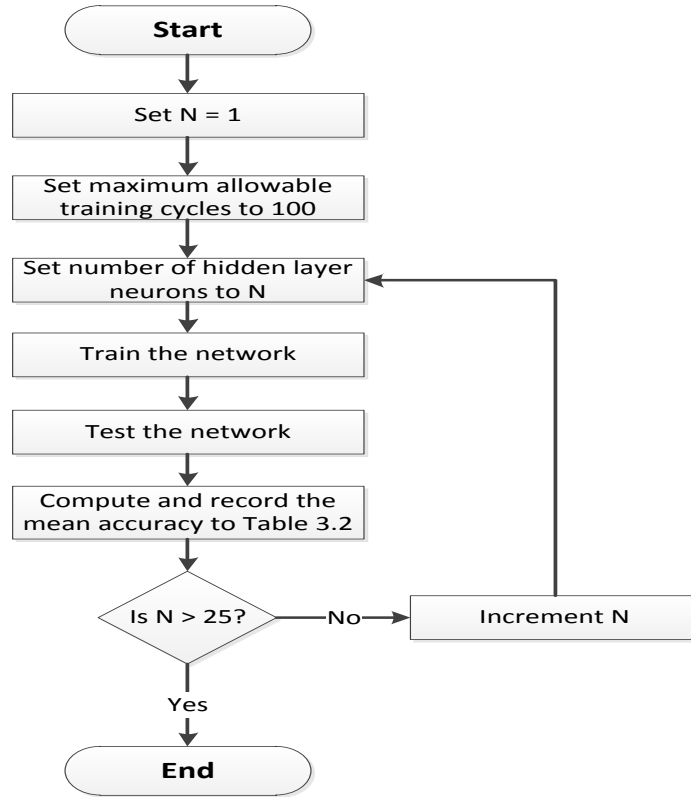 Start
Set N = 1
Set maximum allowable
training cycles to 100
Set number of hidden layer
neurons to N
Train the network
Test the network
Compute and record the
mean accuracy to Table 3.2
Is N > 25?
No
Increment N
Yes
End